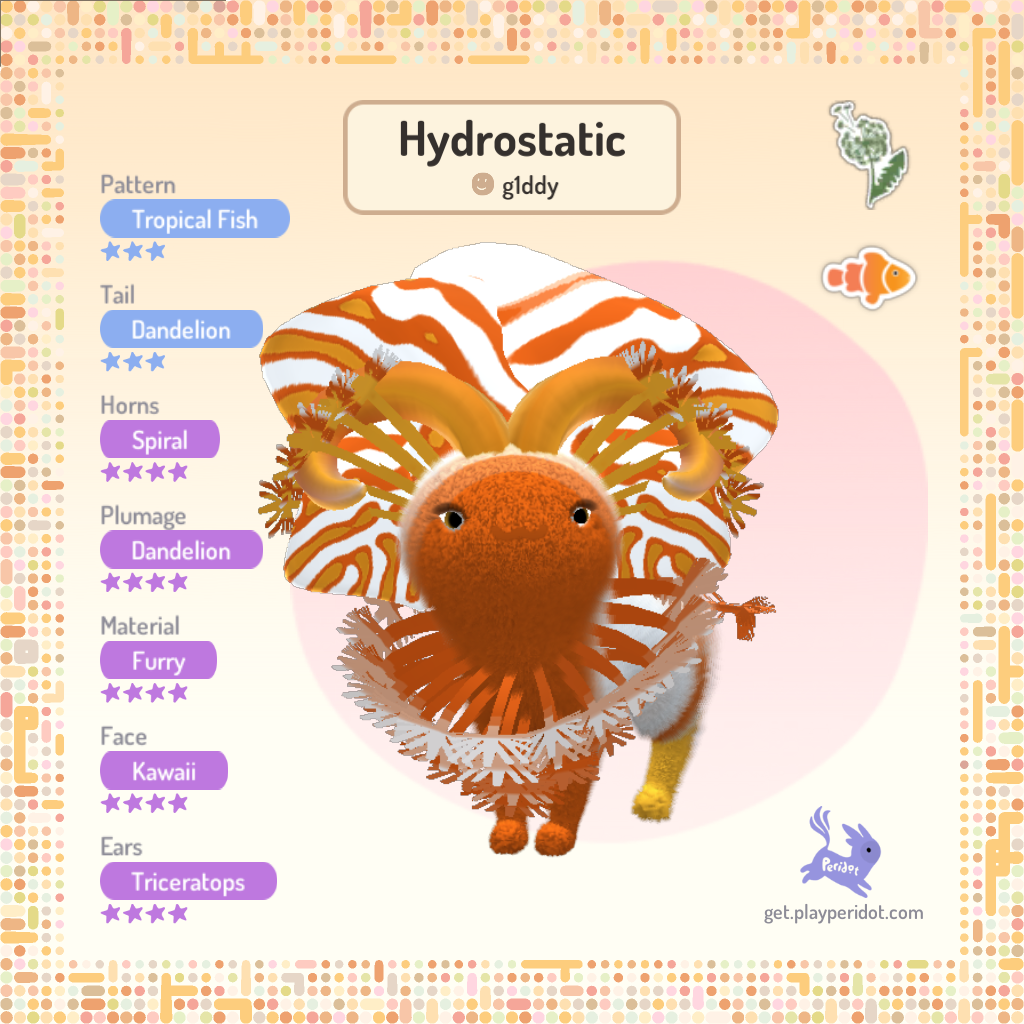 Hydrostatic
g1ddy
Pattern
Tropical Fish
Tail
Dandelion
Horns
Spiral
Plumage
Dandelion
Material
Furry
Face
Kawaii
Ears
Triceratops
Peridot
get.playperidot.com